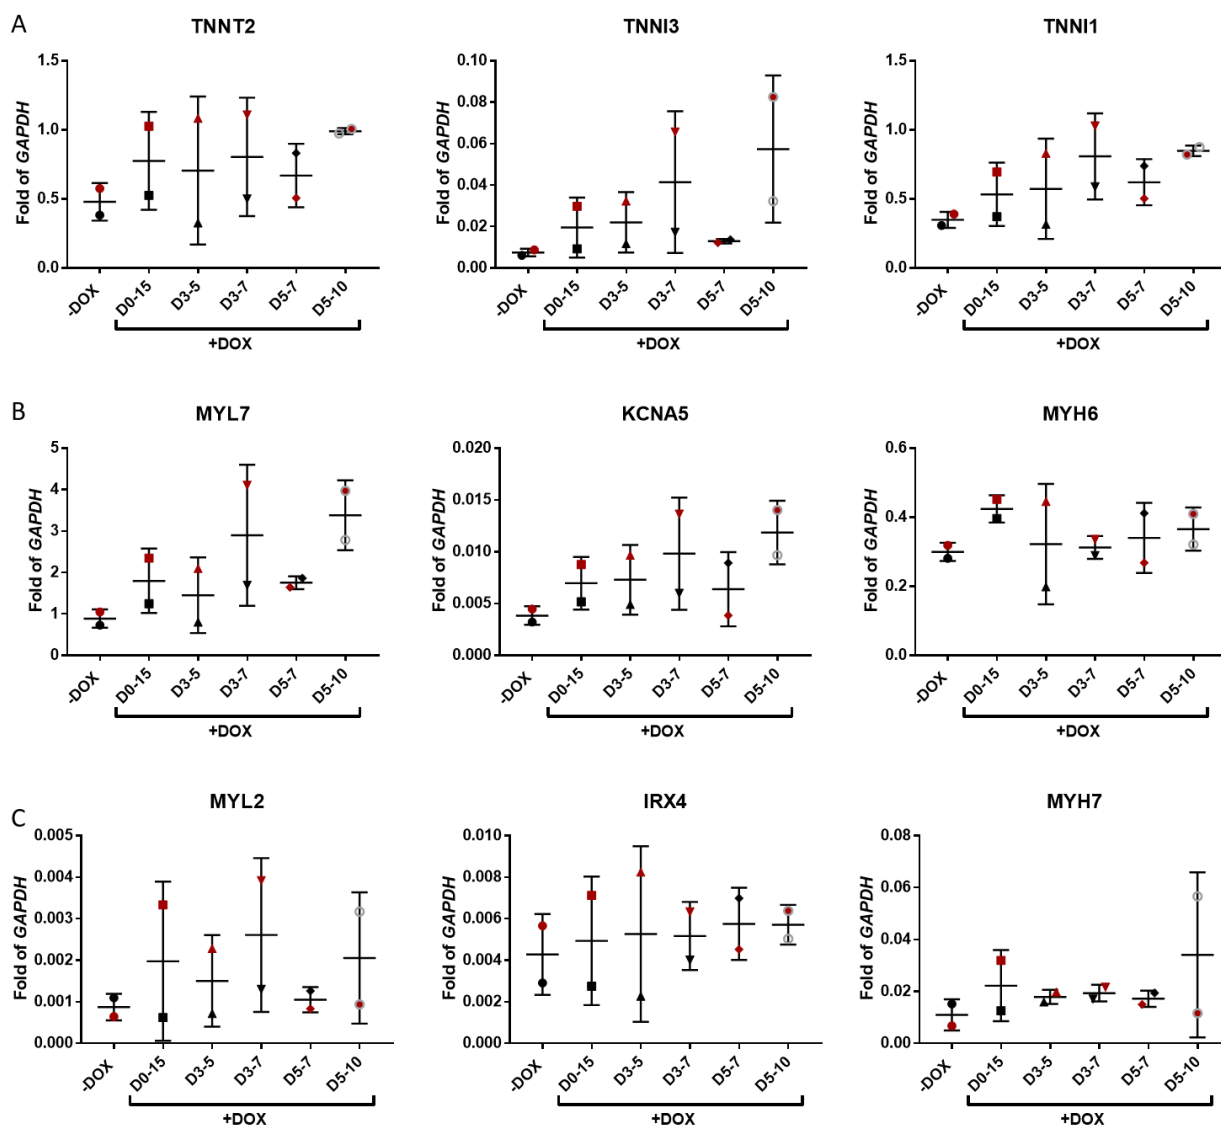 A
TNNT2
Fold of GAPDH
1.5
1.0
0.5
0.0
-DOX
D0-15
D3-5
D3-7
D5-7
D5-10
+DOX
TNNI3
Fold of GAPDH
0.10
0.08
0.06
0.04
0.02
0.00
-DOX
D0-15
D3-5
D3-7
D5-7
D5-10
+DOX
TNNI1
Fold of GAPDH
1.5
1.0
0.5
0.0
-DOX
D0-15
D3-5
D3-7
D5-7
D5-10
+DOX
B
MYL7
Fold of GAPDH
5
4
3
2
1
0
-DOX
D0-15
D3-5
D3-7
D5-7
D5-10
+DOX
KCNA5
Fold of GAPDH
0.020
0.015
0.010
0.005
0.000
-DOX
D0-15
D3-5
D3-7
D5-7
D5-10
+DOX
MYH6
Fold of GAPDH
0.6
0.4
0.2
0.0
-DOX
D0-15
D3-5
D3-7
D5-7
D5-10
+DOX
C
MYL2
Fold of GAPDH
0.005
0.004
0.003
0.002
0.001
0.000
-DOX
D0-15
D3-5
D3-7
D5-7
D5-10
+DOX
IRX4
Fold of GAPDH
0.010
0.008
0.006
0.004
0.002
0.000
-DOX
D0-15
D3-5
D3-7
D5-7
D5-10
+DOX
MYH7
Fold of GAPDH
0.08
0.06
0.04
0.02
0.00
-DOX
D0-15
D3-5
D3-7
D5-7
D5-10
+DOX